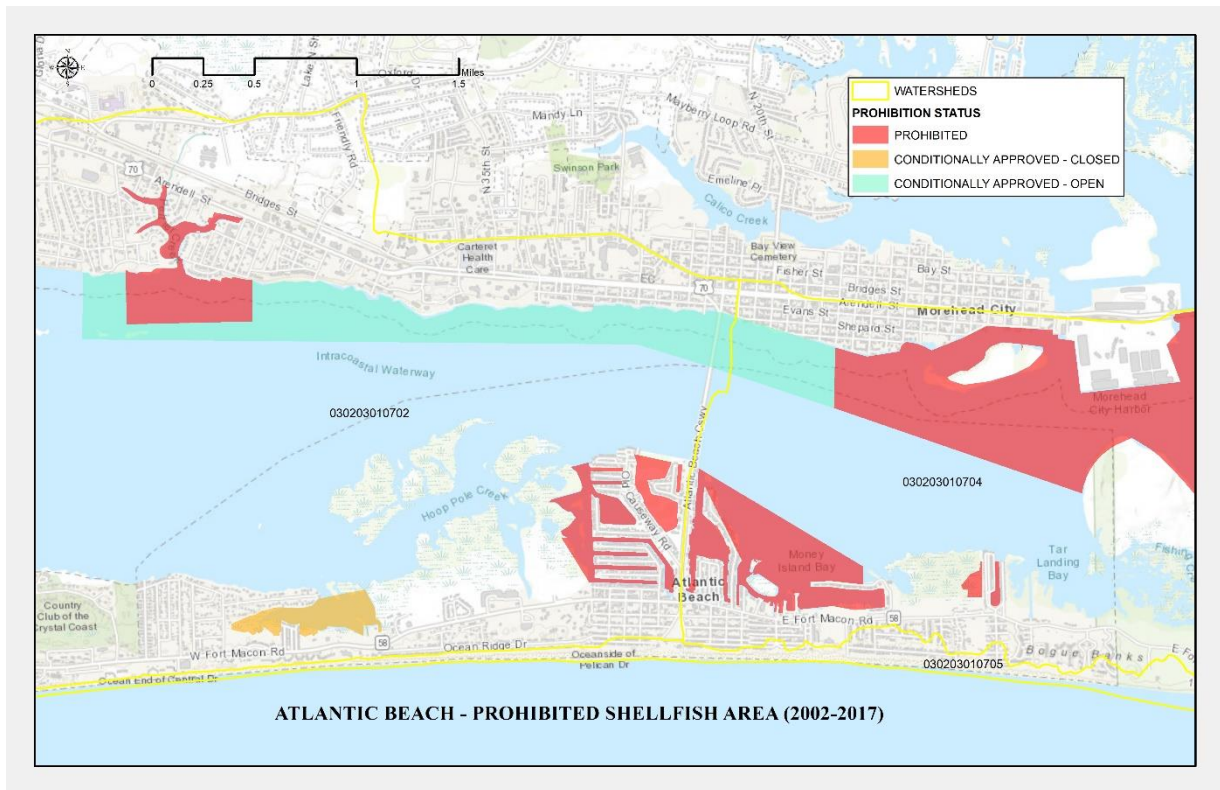 Lake N St
Oxford
N
W E
S
0 0.25 0.5 1 1.5
Miles
WATERSHEDS
PROHIBITION STATUS
PROHIBITED
CONDITIONALLY APPROVED - CLOSED
CONDITIONALLY APPROVED - OPEN
Friendly Rd
Mandy Ln
Mayberry Loop Rd
N 20th St
N 35th St
Swinson Park
Emeline Pl
Calico Creek
70
Arendell St
Bridges St
Carteret
Health
Care
Bay View
Cemetery
Fisher St
Bay St
70
Bridges St
Arendell St
Evans St
Morehead City
Shepard St
Intracoastal Waterway
030203010702
Morehead
City Harbor
Atlantic Beach Cswy
030203010704
Hoop Pole Creek
Old Causeway Rd
Money
Island Bay
Tar
Landing
Bay
Atlantic
Beach
Country
Club of the
Crystal Coast
E Fort Macon Rd
58
W Fort Macon Rd
58
Ocean Ridge Dr
Oceanside of
Pelican Dr
Bogue Banks
030203010705
Ocean End of Central Dr
ATLANTIC BEACH - PROHIBITED SHELLFISH AREA (2002-2017)